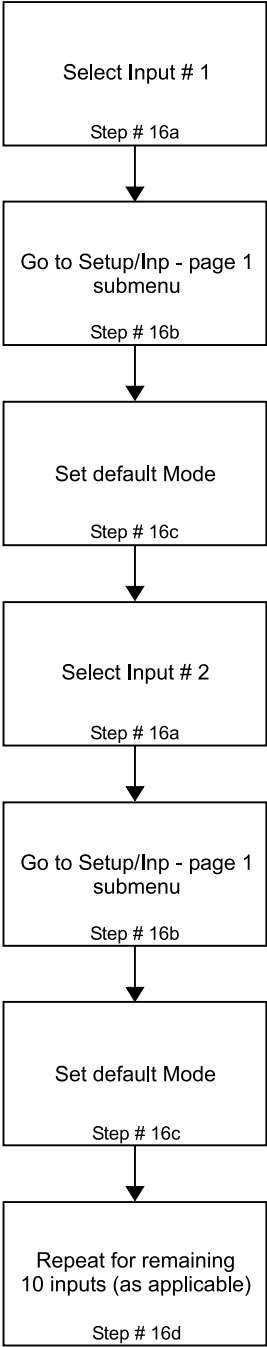 Select Input # 1
Step # 16a
Go to Setup/Inp - page 1
submenu
Step # 16b
Set default Mode
Step # 16c
Select Input # 2
Step # 16a
Go to Setup/Inp - page 1
submenu
Step # 16b
Set default Mode
Step # 16c
Repeat for remaining
10 inputs (as applicable)
Step # 16d